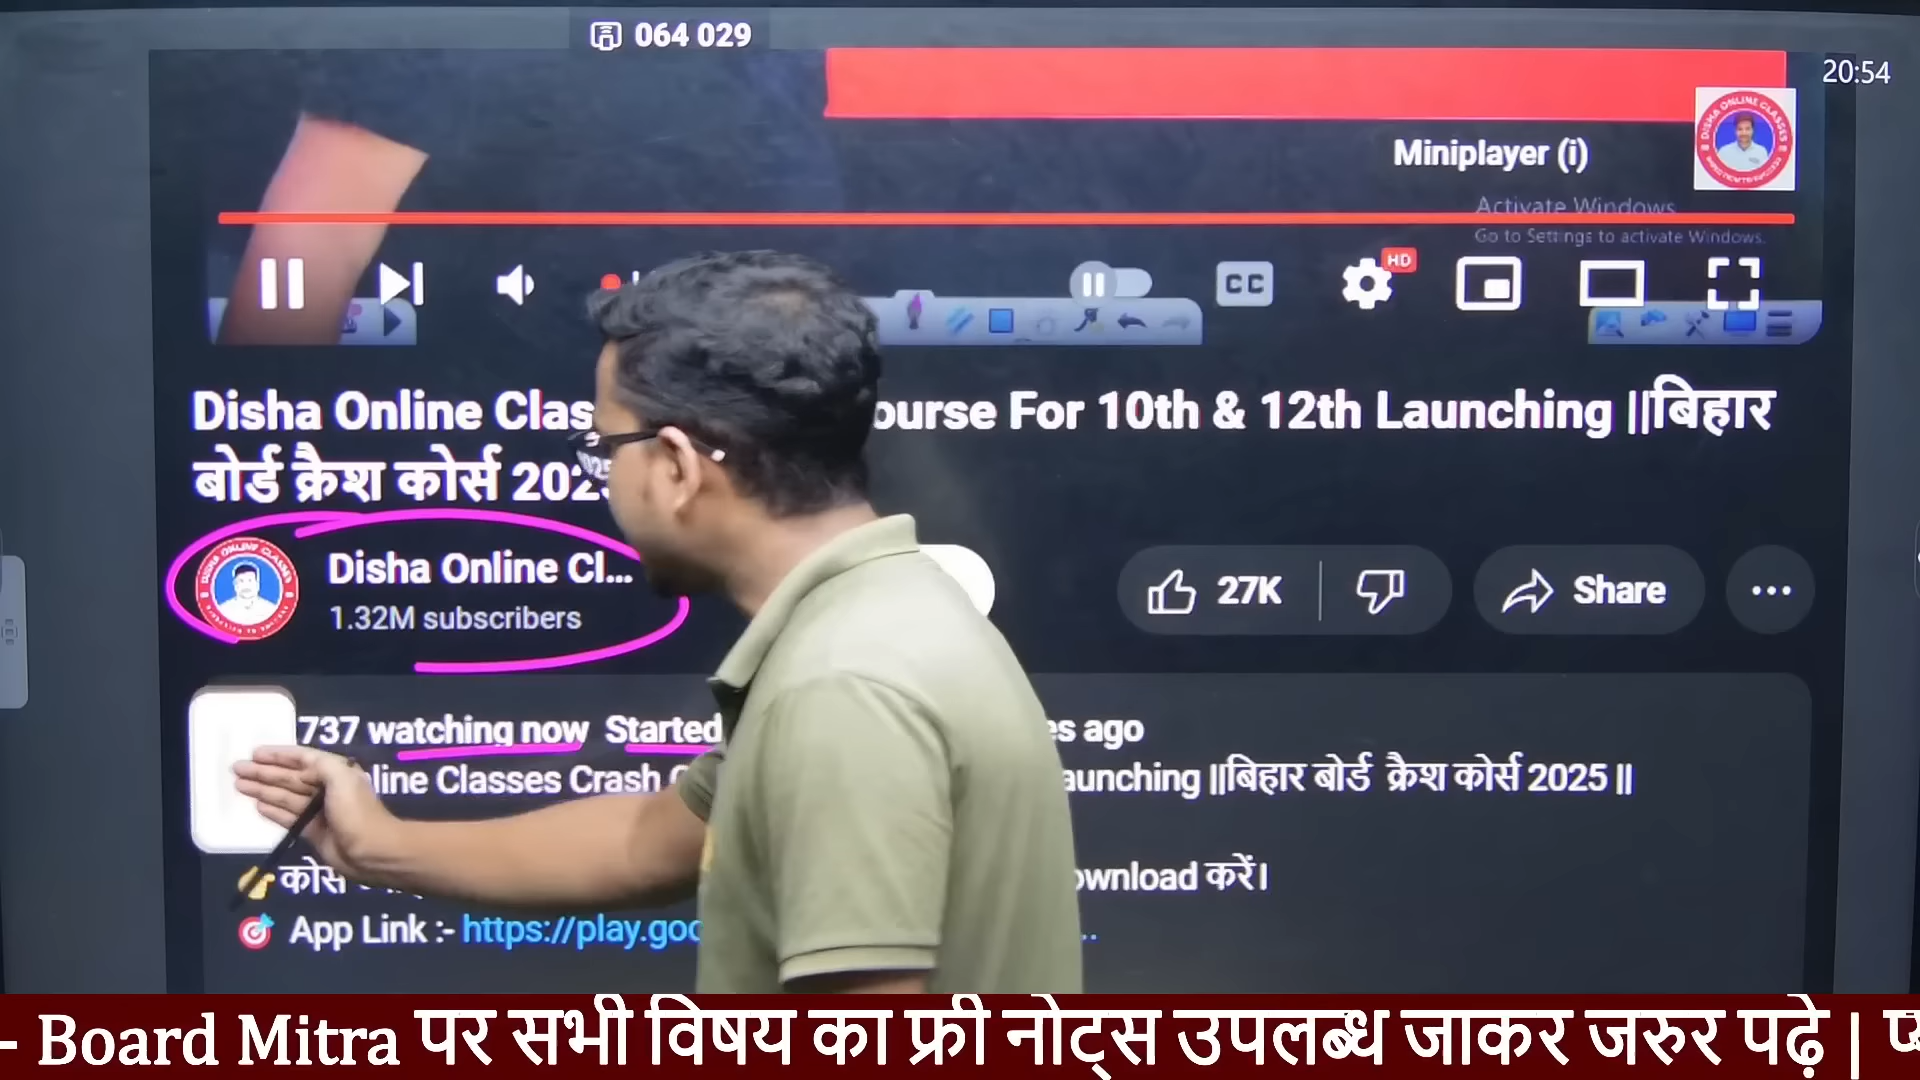 064 029
20:54
DISHA ONLINE CLASSES
Miniplayer (i)
Activate Windows
Go to Settings to activate Windows.
HD
CC
Disha Online Clas ourse For 10th & 12th Launching ||बिहार
बोर्ड क्रैश कोर्स 202
Disha Online Cl...
1.32M subscribers
27K
Share
737 watching now Started es ago
line Classes Crash aunching ||बिहार बोर्ड क्रैश कोर्स 2025 ||
कोर्स ownload करें।
App Link :- https://play.goo ..
- Board Mitra पर सभी विषय का फ्री नोट्स उपलब्ध जाकर जरुर पढ़े |